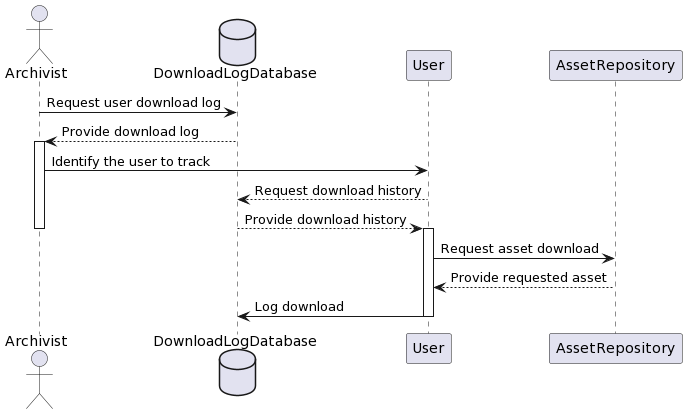 Archivist
DownloadLogDatabase
User
AssetRepository
Request user download log
Provide download log
Identify the user to track
Request download history
Provide download history
Request asset download
Provide requested asset
Log download
Archivist
DownloadLogDatabase
User
AssetRepository